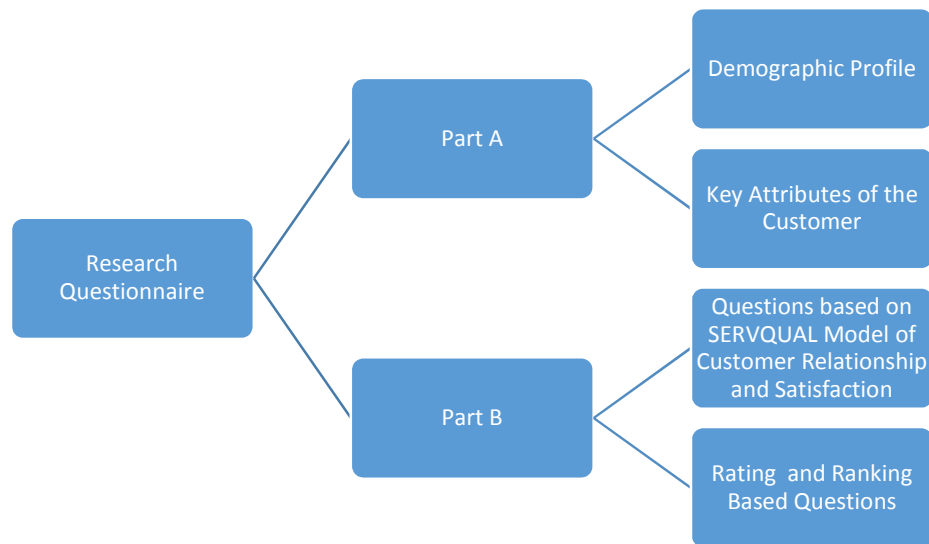 Research
Questionnaire
Part A
Demographic Profile
Key Attributes of the
Customer
Part B
Questions based on
SERVQUAL Model of
Customer Relationship
and Satisfaction
Rating and Ranking
Based Questions